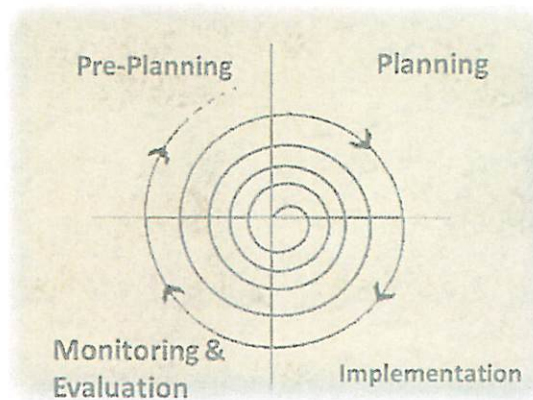 Pre-Planning
Planning
Monitoring &
Evaluation
Implementation